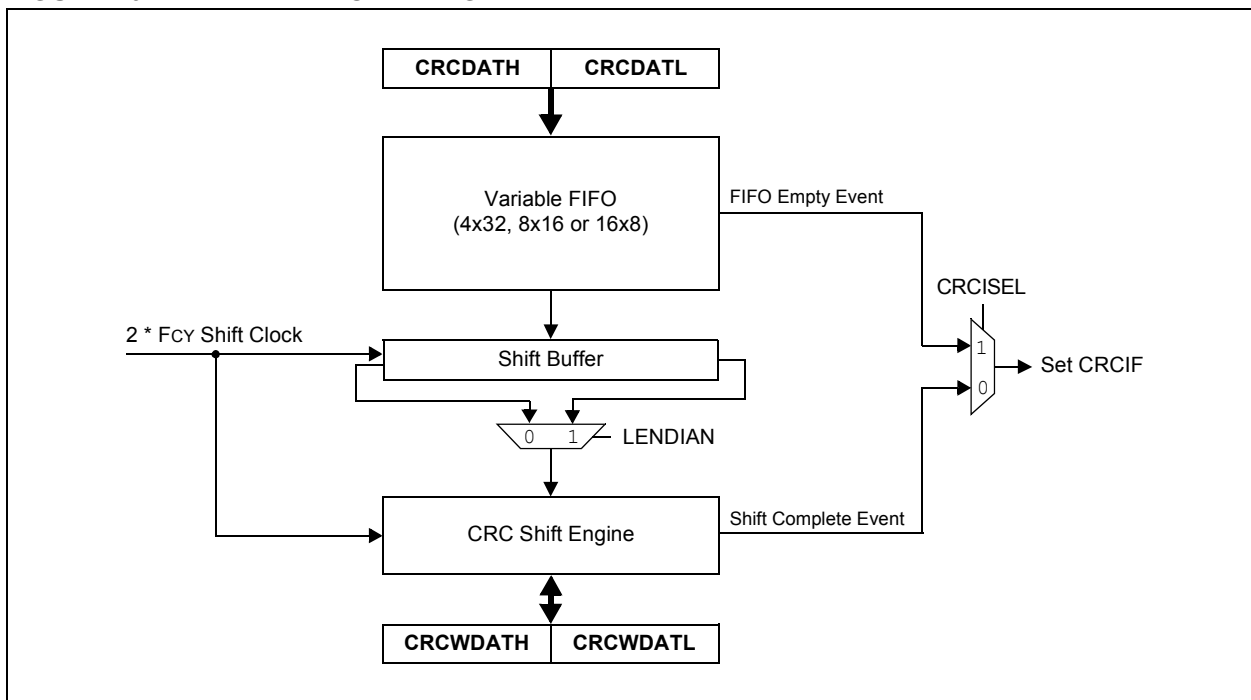 CRCDATH CRCDATL
Variable FIFO
(4x32, 8x16 or 16x8)
FIFO Empty Event
CRCISEL
2 * FCY Shift Clock
1
Shift Buffer
Set CRCIF
0
0 1
LENDIAN
CRC Shift Engine
Shift Complete Event
CRCWDATH CRCWDATL